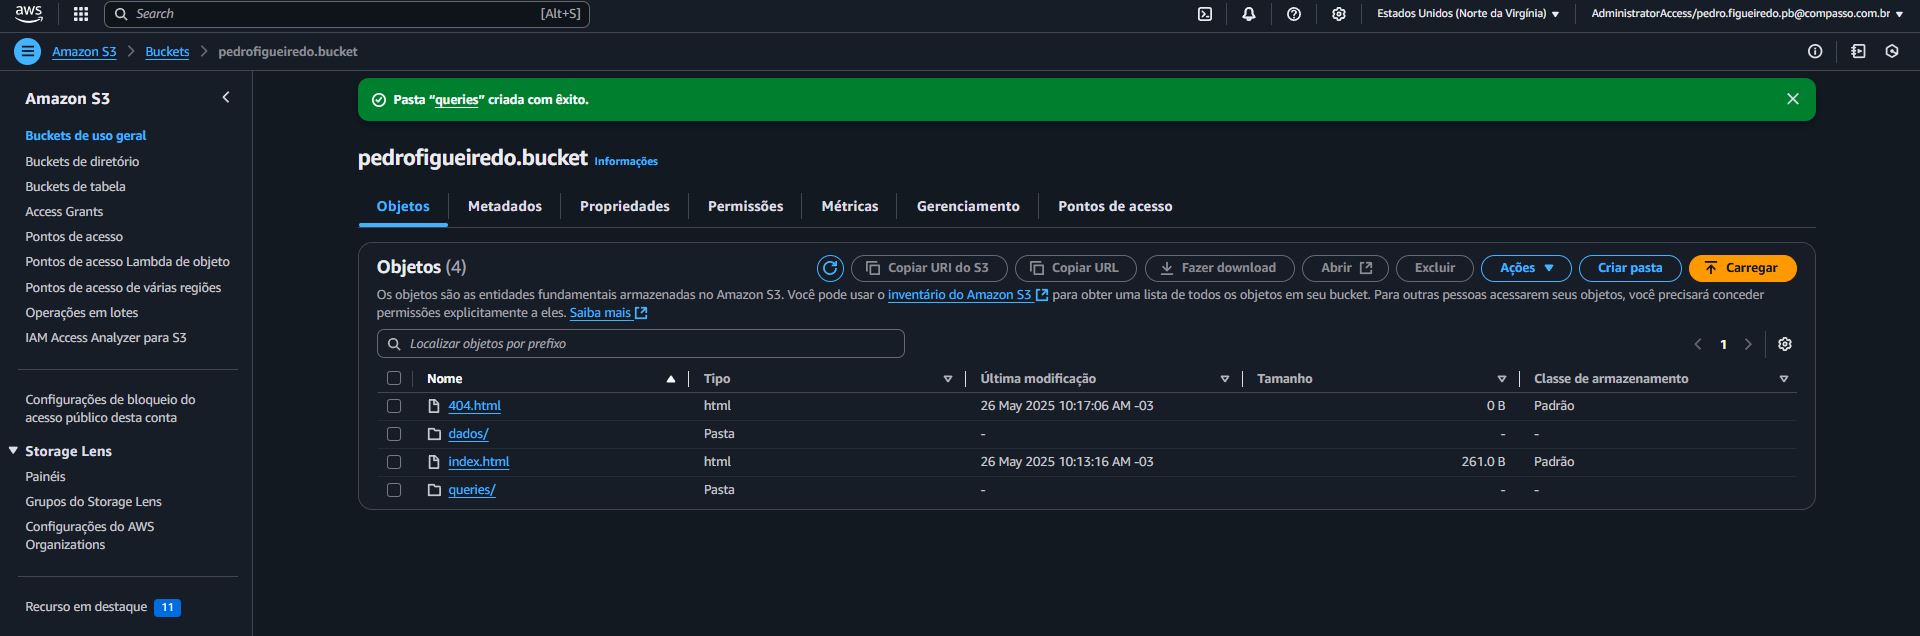 aws
Search [Alt+S]
Estados Unidos (Norte da Virgínia)
AdministratorAccess/pedro.figueiredo.pb@compasso.com.br
Amazon S3 > Buckets > pedrofigueiredo.bucket
Amazon S3
Buckets de uso geral
Buckets de diretório
Buckets de tabela
Access Grants
Pontos de acesso
Pontos de acesso Lambda de objeto
Pontos de acesso de várias regiões
Operações em lotes
IAM Access Analyzer para S3
Configurações de bloqueio do
acesso público desta conta
Storage Lens
Painéis
Grupos do Storage Lens
Configurações do AWS
Organizations
Recurso em destaque 11
Pasta “queries” criada com êxito.
pedrofigueiredo.bucket Informações
Objetos Metadados Propriedades Permissões Métricas Gerenciamento Pontos de acesso
Objetos (4)
Copiar URI do S3 Copiar URL Fazer download Abrir Excluir Ações Criar pasta Carregar
Os objetos são as entidades fundamentais armazenadas no Amazon S3. Você pode usar o inventário do Amazon S3 para obter uma lista de todos os objetos em seu bucket. Para outras pessoas acessarem seus objetos, você precisará conceder
permissões explicitamente a eles. Saiba mais
Localizar objetos por prefixo
1
Nome Tipo Última modificação Tamanho Classe de armazenamento
404.html html 26 May 2025 10:17:06 AM -03 0 B Padrão
dados/ Pasta - - -
index.html html 26 May 2025 10:13:16 AM -03 261.0 B Padrão
queries/ Pasta - - -